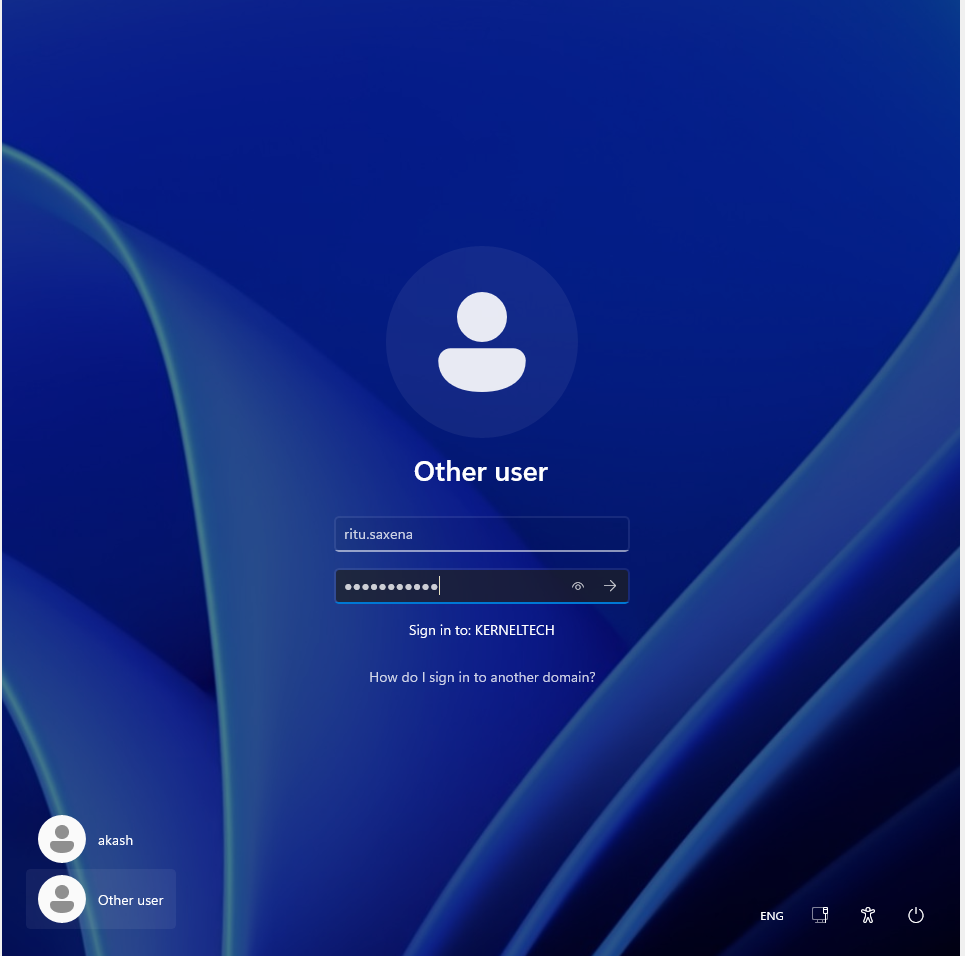 Other user
ritu.saxena
●●●●●●●●●●●
Sign in to: KERNELTECH
How do I sign in to another domain?
akash
Other user
ENG